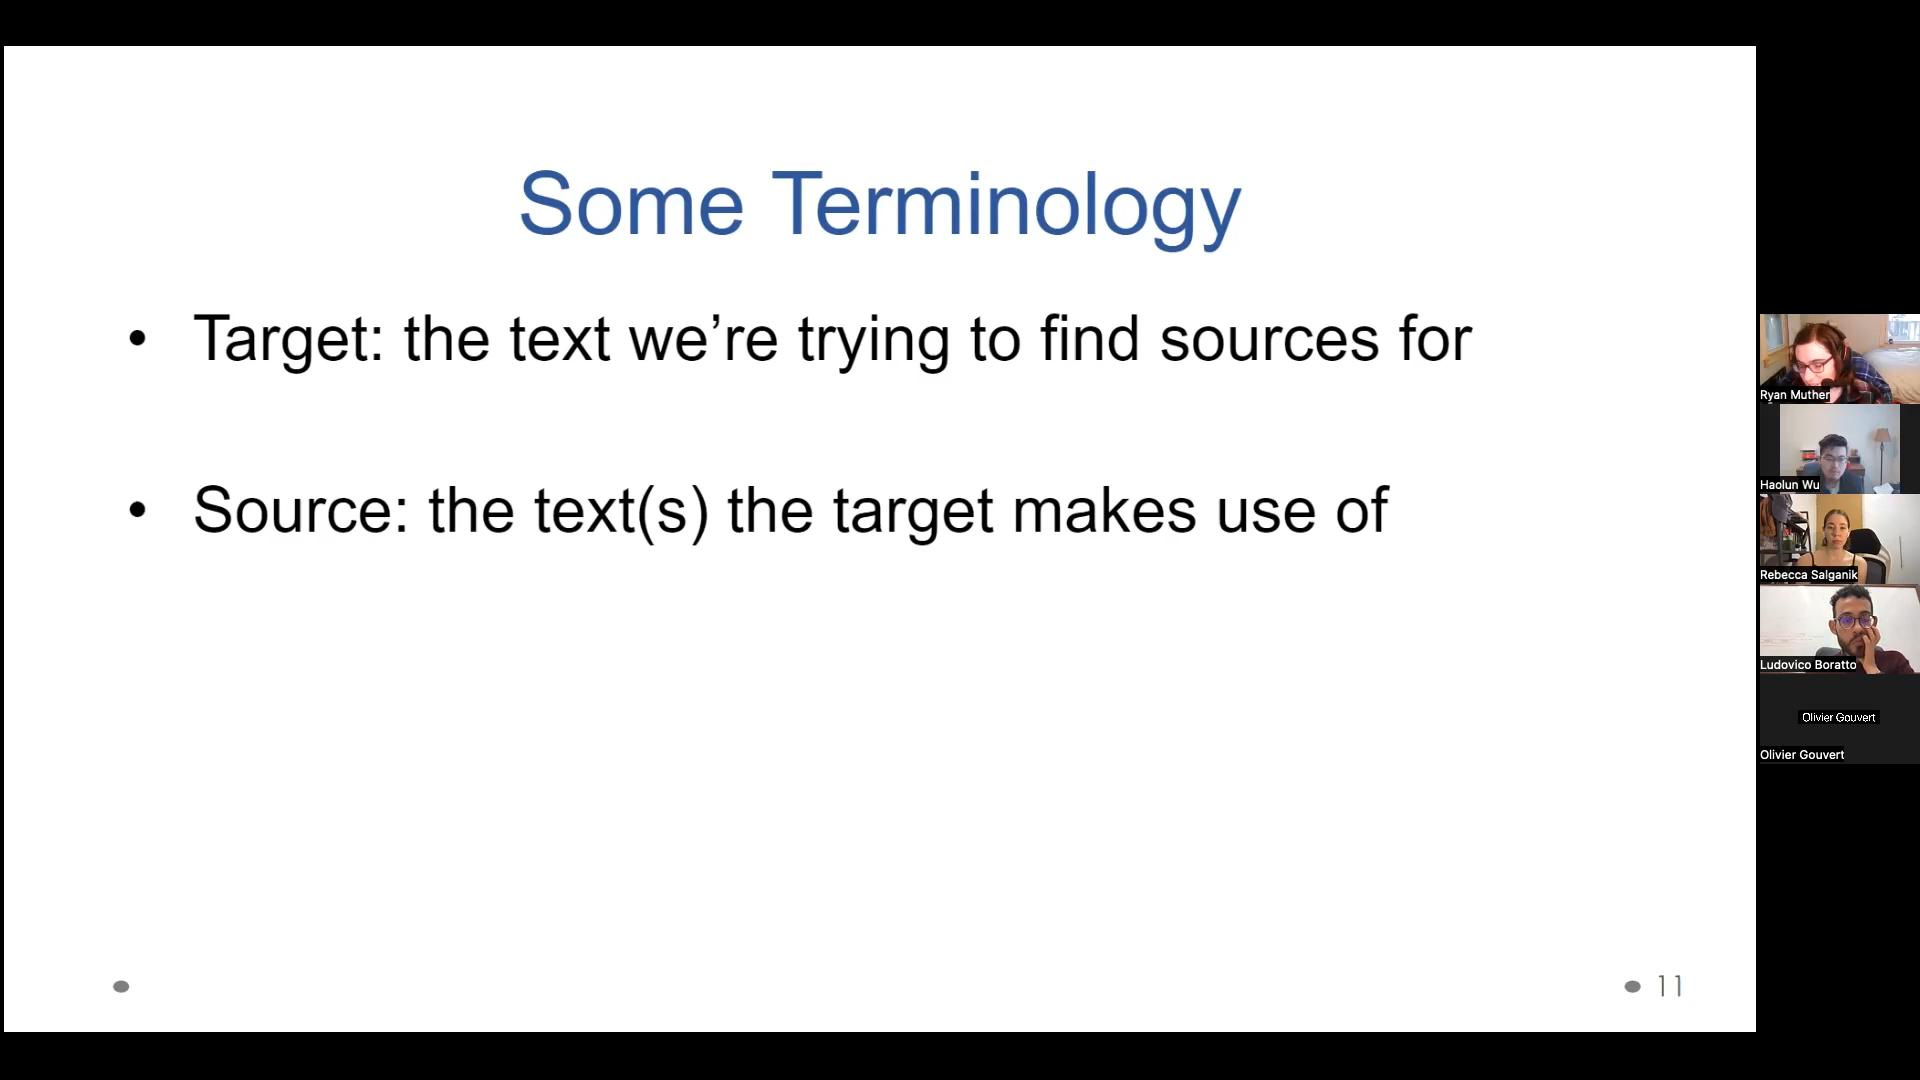 Some Terminology
• Target: the text we’re trying to find sources for
• Source: the text(s) the target makes use of
11
Ryan Muther
Haolun Wu
Rebecca Salganik
Ludovico Boratto
Olivier Gouvert
Olivier Gouvert